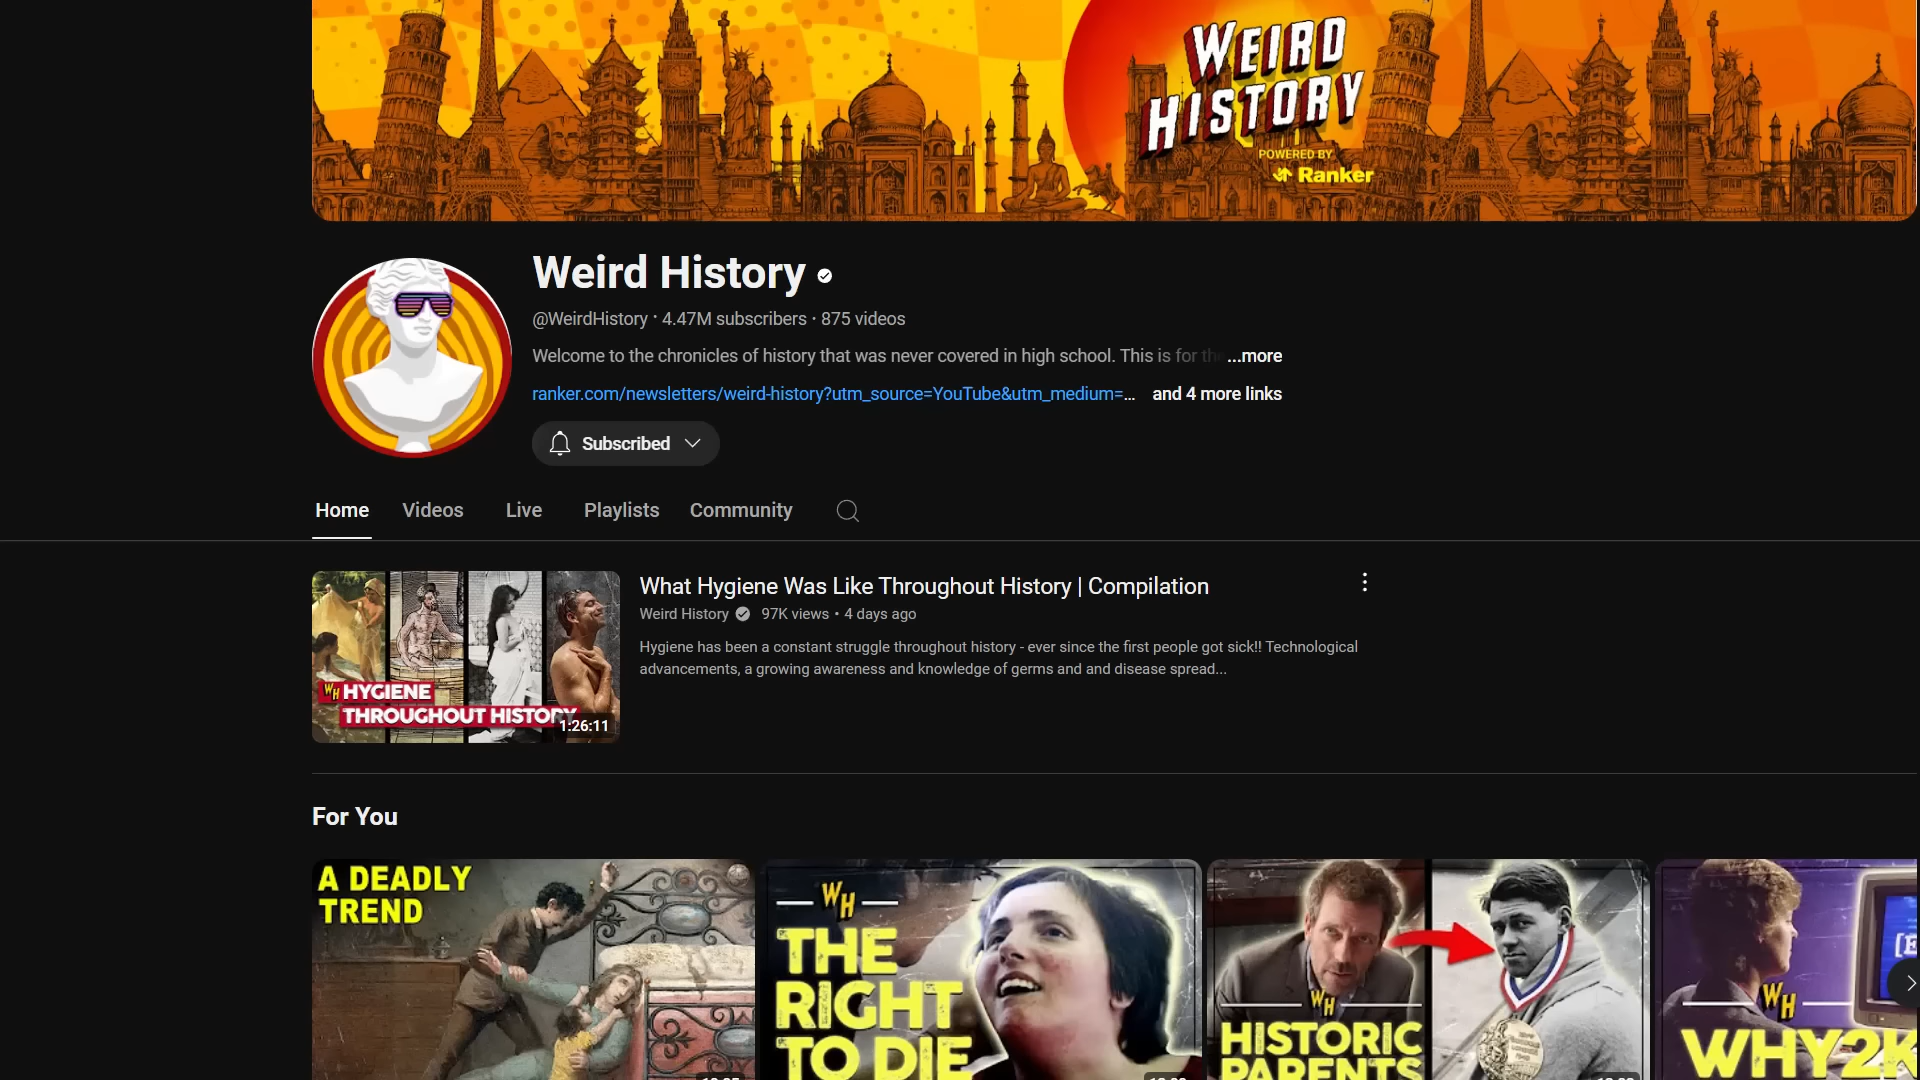 WEIRD
HISTORY
POWERED BY
Ranker
Weird History
@WeirdHistory · 4.47M subscribers · 875 videos
Welcome to the chronicles of history that was never covered in high school. This is for the ...more
ranker.com/newsletters/weird-history?utm_source=YouTube&utm_medium=... and 4 more links
Subscribed
Home Videos Live Playlists Community
What Hygiene Was Like Throughout History | Compilation
Weird History 97K views • 4 days ago
Hygiene has been a constant struggle throughout history - ever since the first people got sick!! Technological
advancements, a growing awareness and knowledge of germs and and disease spread...
WH HYGIENE
THROUGHOUT HISTORY
1:26:11
For You
A DEADLY
TREND
WH
THE
RIGHT
TO DIE
WH
HISTORIC
PARENTS
WH
WHY2K